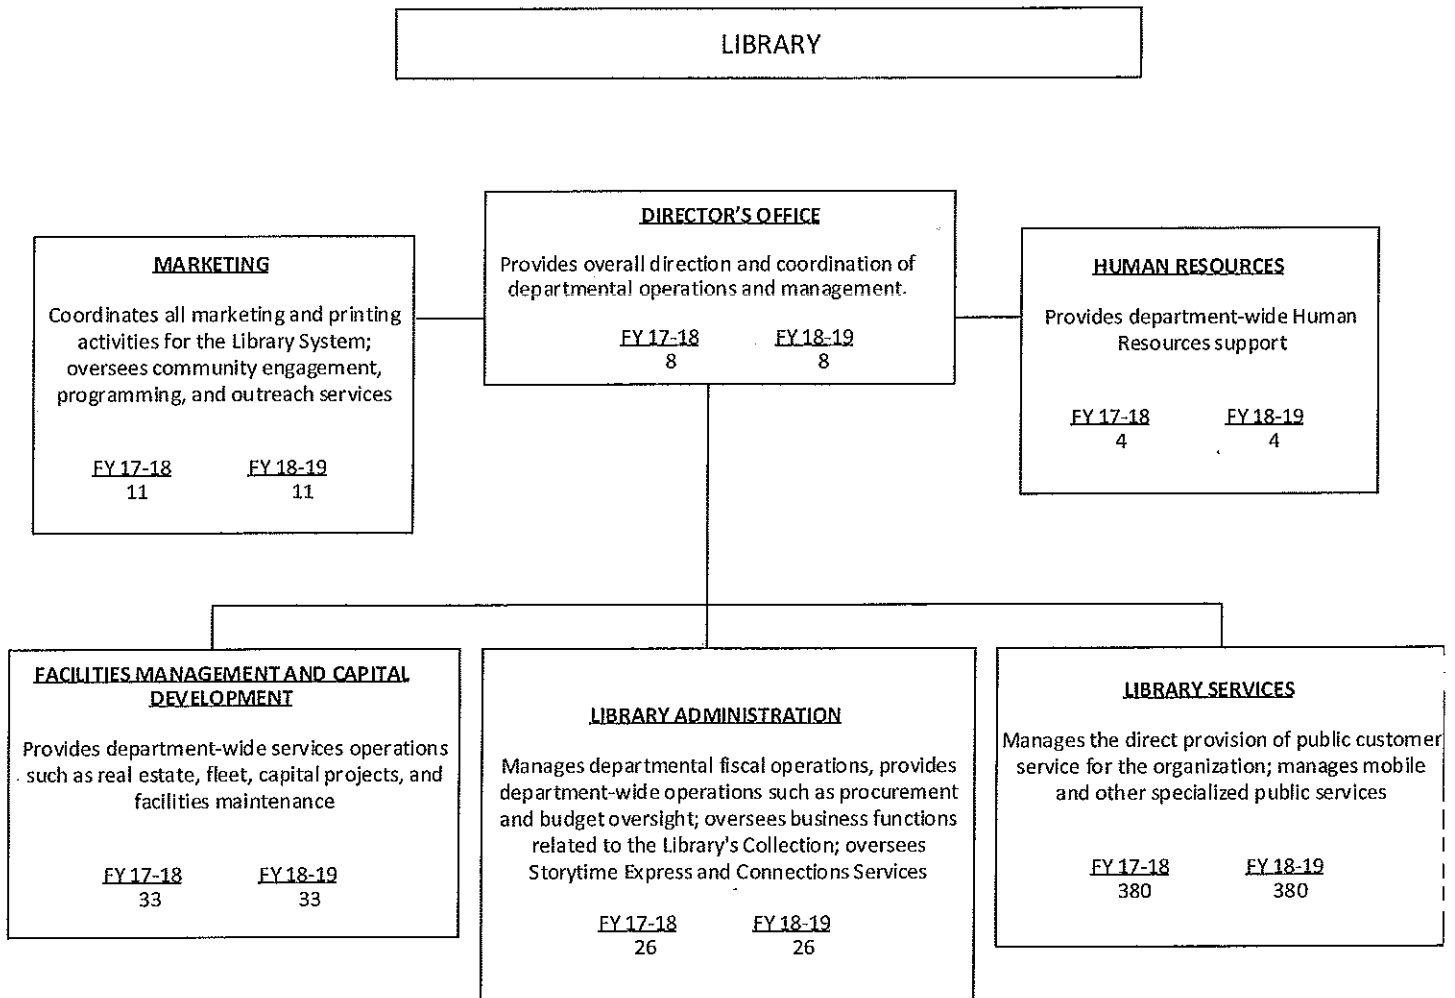 LIBRARY
DIRECTOR'S OFFICE
Provides overall direction and coordination of
departmental operations and management.
FY 17-18 FY 18-19
8 8
MARKETING
Coordinates all marketing and printing
activities for the Library System;
oversees community engagement,
programming, and outreach services
FY 17-18 FY 18-19
11 11
HUMAN RESOURCES
Provides department-wide Human
Resources support
FY 17-18 FY 18-19
4 4
FACILITIES MANAGEMENT AND CAPITAL
DEVELOPMENT
Provides department-wide services operations
such as real estate, fleet, capital projects, and
facilities maintenance
FY 17-18 FY 18-19
33 33
LIBRARY ADMINISTRATION
Manages departmental fiscal operations, provides
department-wide operations such as procurement
and budget oversight; oversees business functions
related to the Library's Collection; oversees
Storytime Express and Connections Services
FY 17-18 FY 18-19
26 26
LIBRARY SERVICES
Manages the direct provision of public customer
service for the organization; manages mobile
and other specialized public services
FY 17-18 FY 18-19
380 380